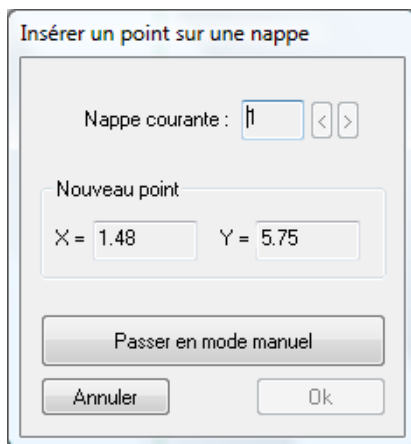 Insérer un point sur une nappe
Nappe courante : 1 < >
Nouveau point
X = 1.48 Y = 5.75
Passer en mode manuel
Annuler Ok